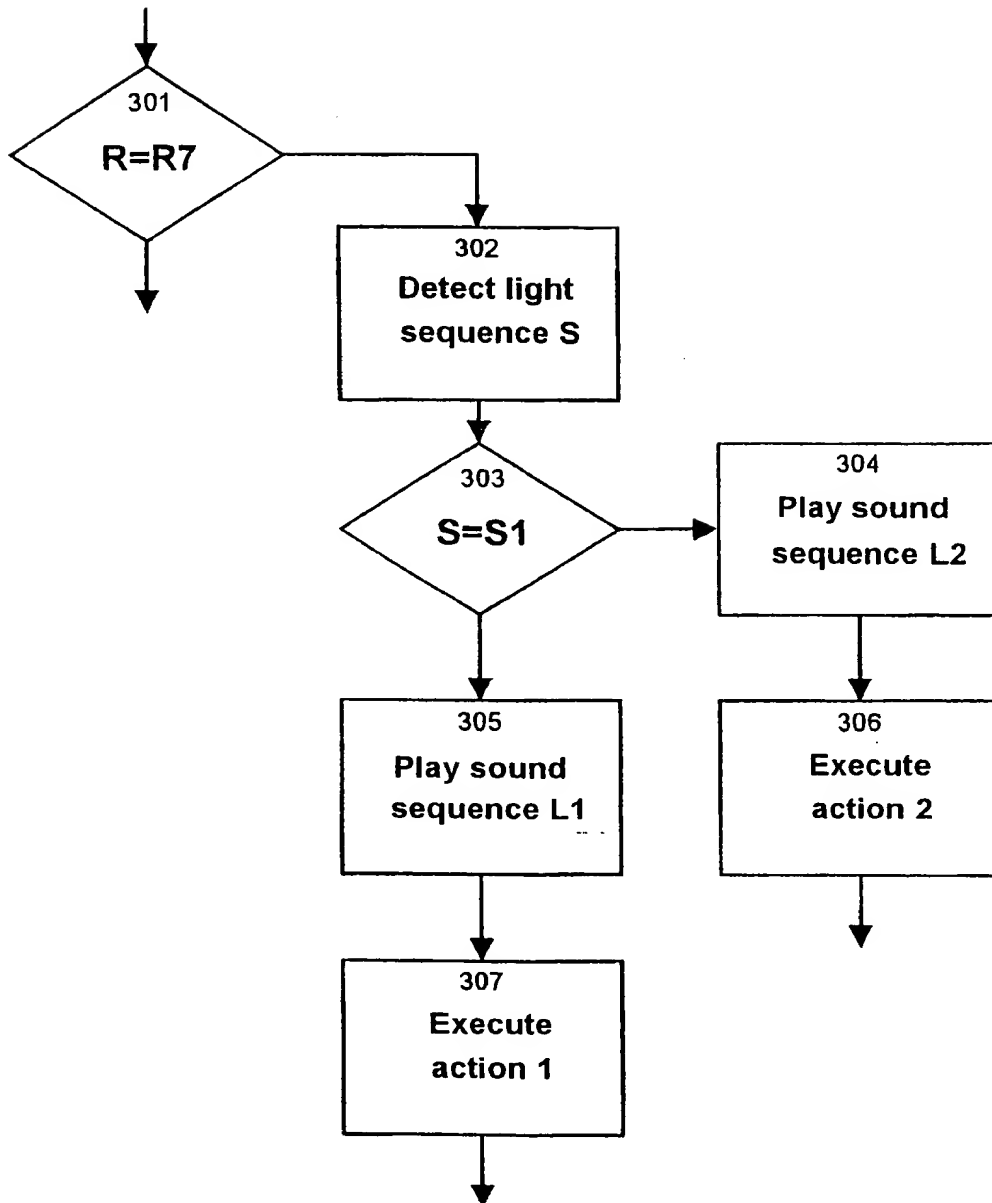 301
R=R7
302
Detect light
sequence S
303
S=S1
304
Play sound
sequence L2
305
Play sound
sequence L1
306
Execute
action 2
307
Execute
action 1